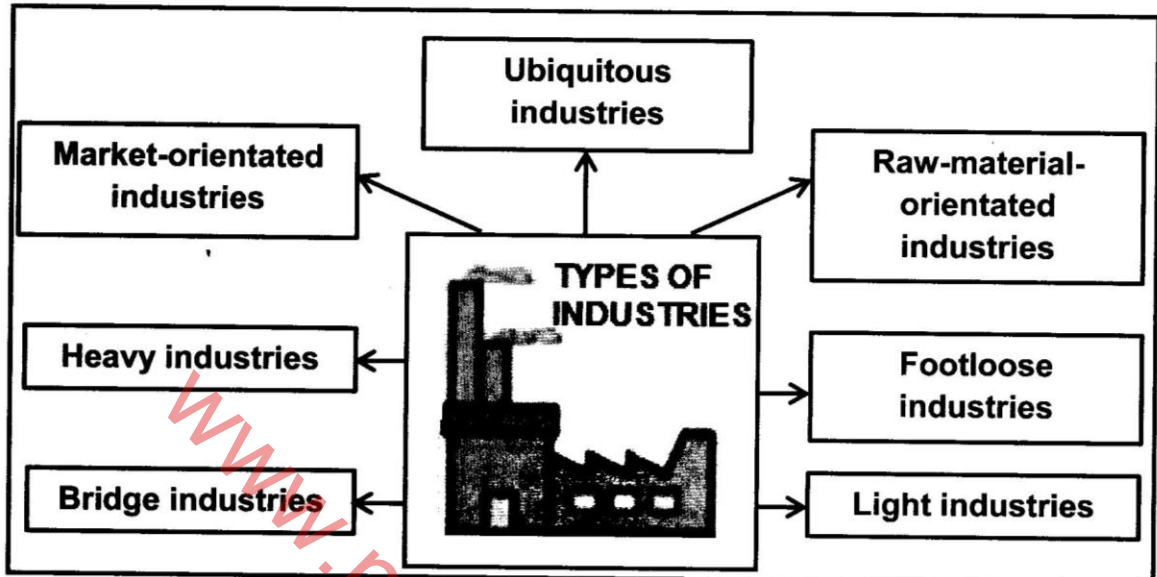 Ubiquitous
industries
Market-orientated
industries
Raw-material-
orientated
industries
TYPES OF
INDUSTRIES
Heavy industries
Footloose
industries
Bridge industries
Light industries
www.